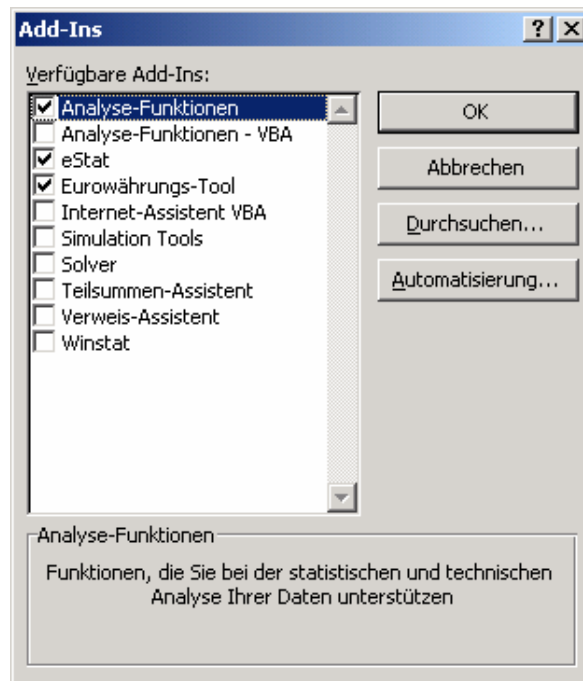 Add-Ins
Verfügbare Add-Ins:
Analyse-Funktionen
Analyse-Funktionen - VBA
eStat
Eurowährungs-Tool
Internet-Assistent VBA
Simulation Tools
Solver
Teilsummen-Assistent
Verweis-Assistent
Winstat
OK
Abbrechen
Durchsuchen...
Automatisierung...
Analyse-Funktionen
Funktionen, die Sie bei der statistischen und technischen
Analyse Ihrer Daten unterstützen